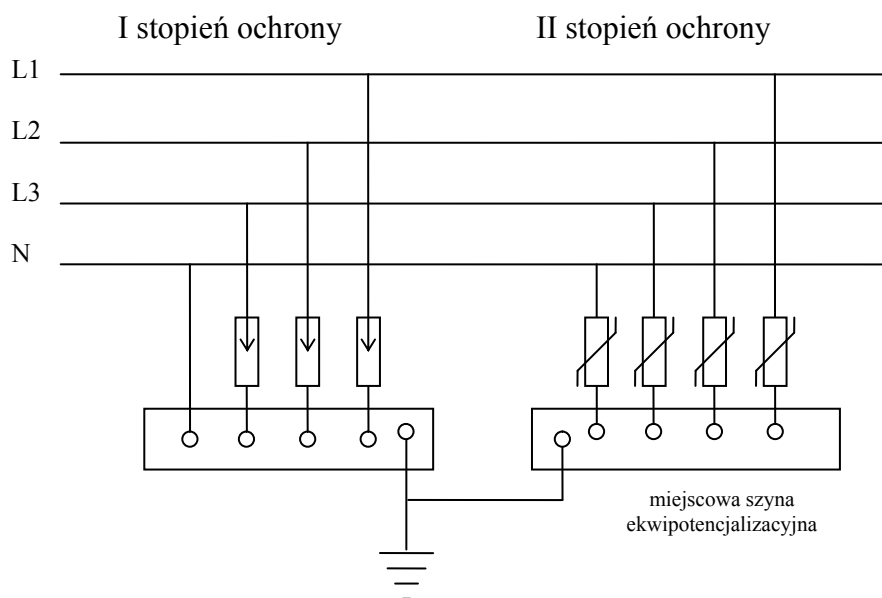 I stopień ochrony
II stopień ochrony
L1
L2
L3
N
miejscowa szyna
ekwipotencjalizacyjna